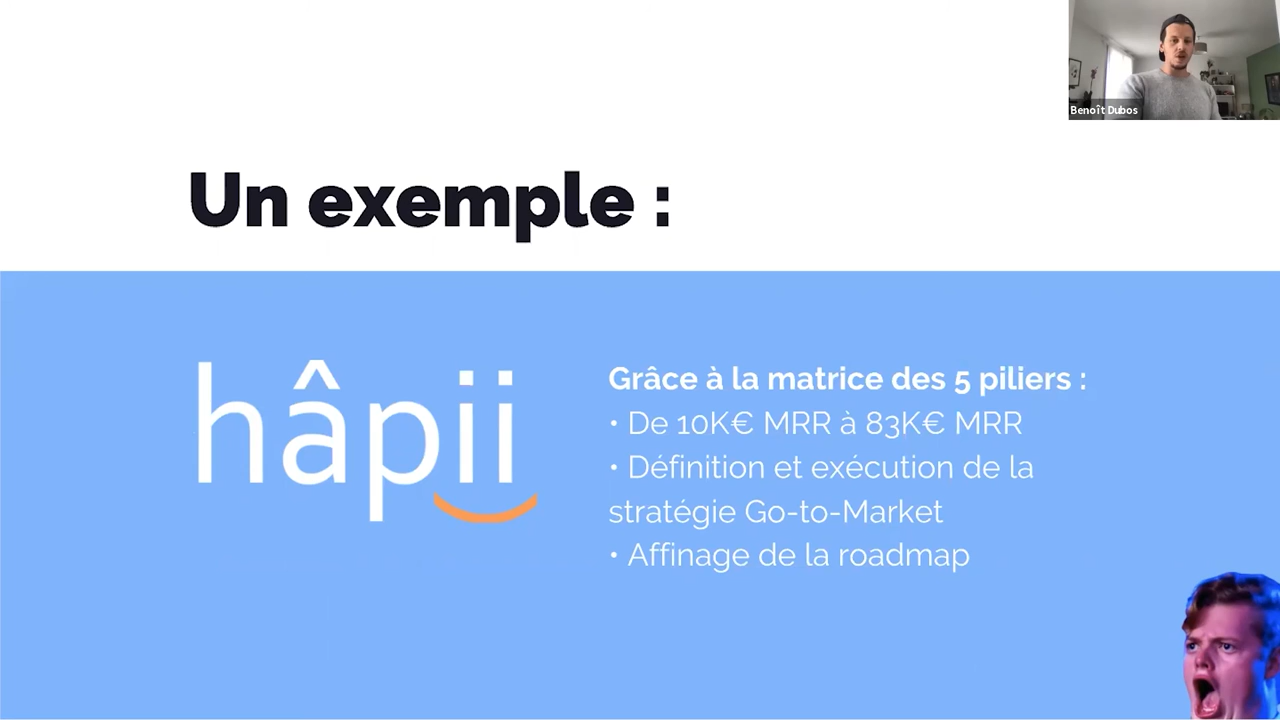 Benoît Dubos
Un exemple :
hâpii
Grâce à la matrice des 5 piliers :
• De 10K€ MRR à 83K€ MRR
• Définition et exécution de la
stratégie Go-to-Market
• Affinage de la roadmap